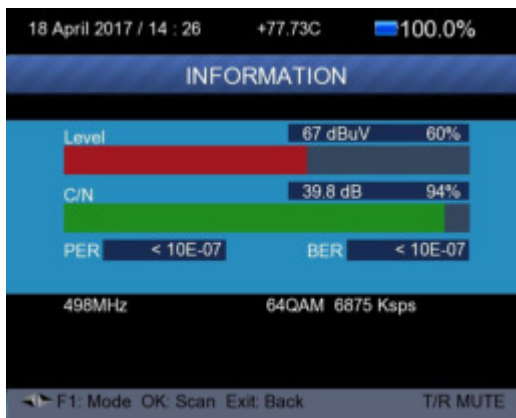 18 April 2017 / 14 : 26 +77.73C 100.0%
INFORMATION
Level 67 dBuV 60%
C/N 39.8 dB 94%
PER < 10E-07 BER < 10E-07
498MHz 64QAM 6875 Ksps
F1: Mode OK: Scan Exit: Back T/R MUTE